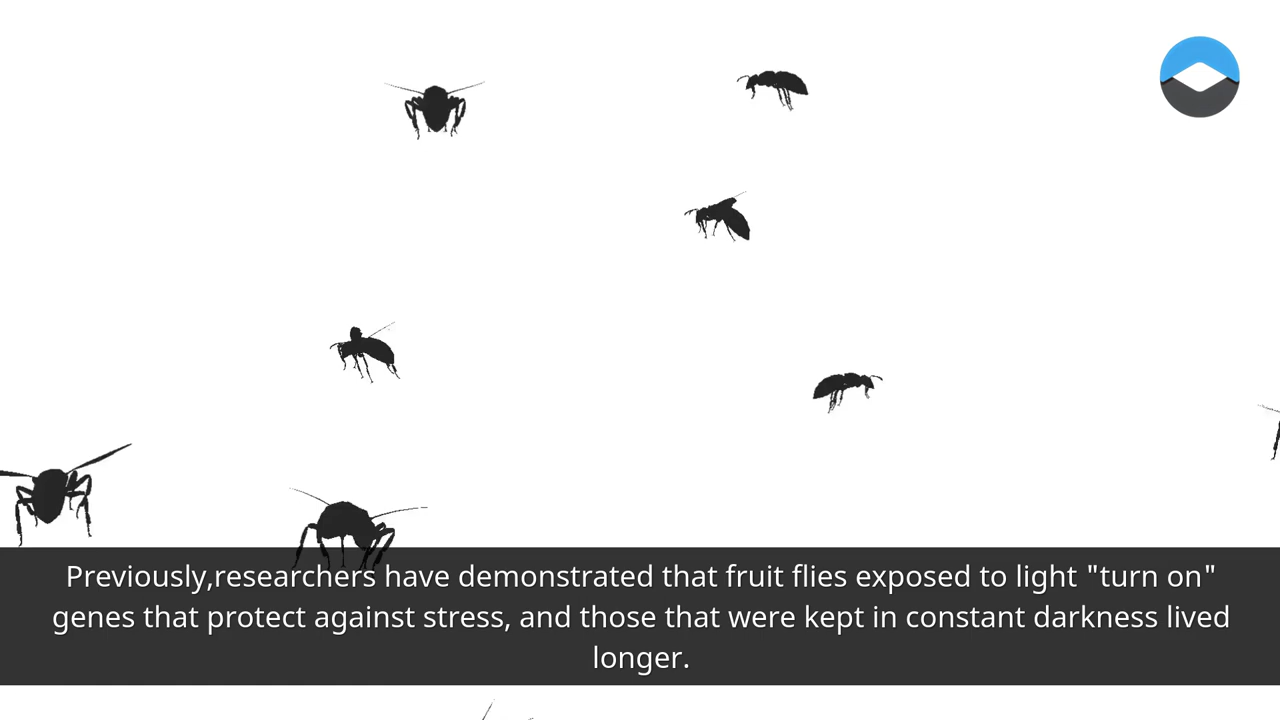 Previously,researchers have demonstrated that fruit flies exposed to light "turn on"
genes that protect against stress, and those that were kept in constant darkness lived
longer.